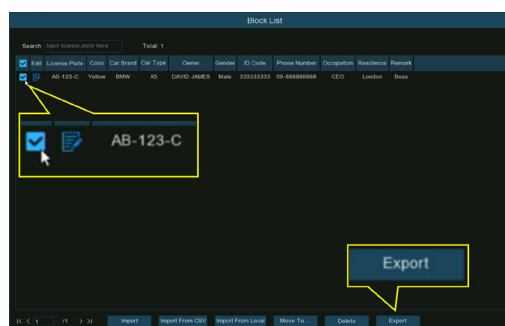 Block List
Search Input license plate here ... Total: 1
Edit License Plate Color Car Brand Car Type Owner Gender ID Code Phone Number Occupation Residence Remark
AB-123-C Yellow BMW X5 DAVID JAMES Male 333333333 09-888888888 CEO London Boss
AB-123-C
Export
1 /1 Import Import From CSV Import From Local Move To Delete Export